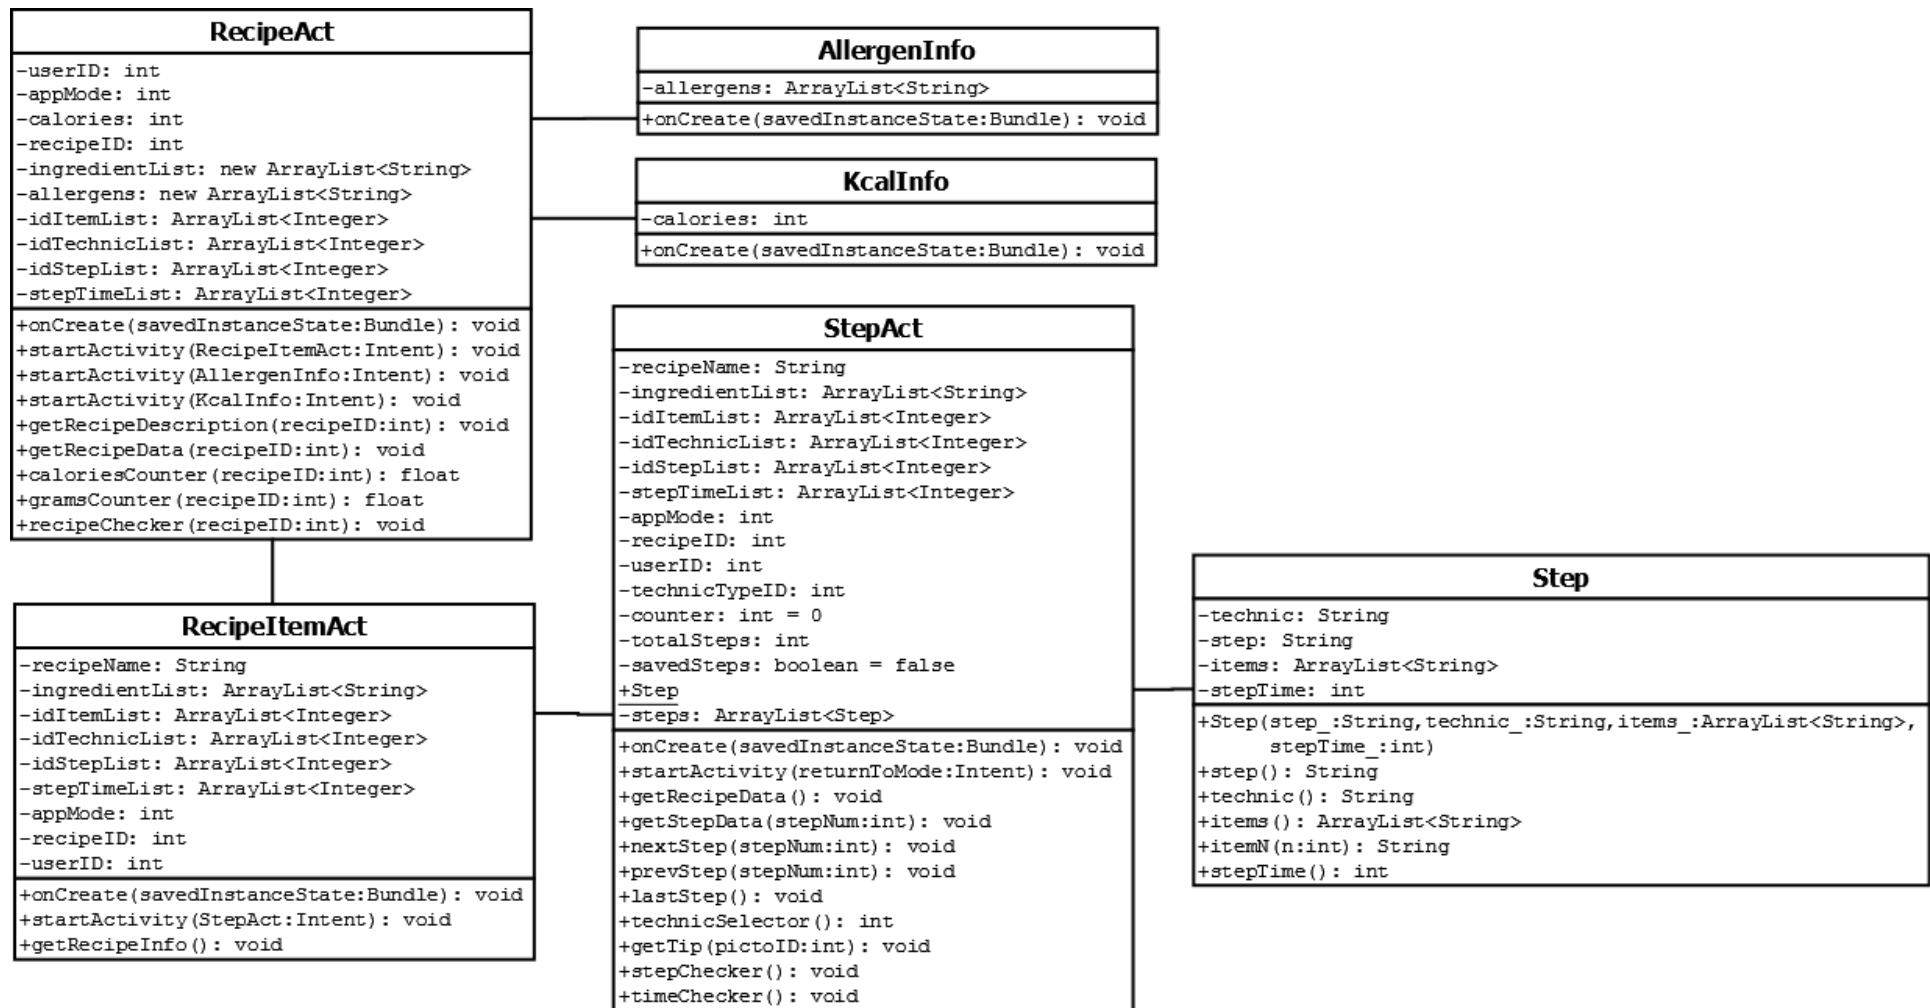 RecipeAct
-userID: int
-appMode: int
-calories: int
-recipeID: int
-ingredientList: new ArrayList<String>
-allergens: new ArrayList<String>
-idItemList: ArrayList<Integer>
-idTechnicList: ArrayList<Integer>
-idStepList: ArrayList<Integer>
-stepTimeList: ArrayList<Integer>
+onCreate(savedInstanceState:Bundle): void
+startActivity(RecipeItemAct:Intent): void
+startActivity(AllergenInfo:Intent): void
+startActivity(KcalInfo:Intent): void
+getRecipeDescription(recipeID:int): void
+getRecipeData(recipeID:int): void
+caloriesCounter(recipeID:int): float
+gramsCounter(recipeID:int): float
+recipeChecker(recipeID:int): void
AllergenInfo
-allergens: ArrayList<String>
+onCreate(savedInstanceState:Bundle): void
KcalInfo
-calories: int
+onCreate(savedInstanceState:Bundle): void
RecipeItemAct
-recipeName: String
-ingredientList: ArrayList<String>
-idItemList: ArrayList<Integer>
-idTechnicList: ArrayList<Integer>
-idStepList: ArrayList<Integer>
-stepTimeList: ArrayList<Integer>
-appMode: int
-recipeID: int
-userID: int
+onCreate(savedInstanceState:Bundle): void
+startActivity(StepAct:Intent): void
+getRecipeInfo(): void
StepAct
-recipeName: String
-ingredientList: ArrayList<String>
-idItemList: ArrayList<Integer>
-idTechnicList: ArrayList<Integer>
-idStepList: ArrayList<Integer>
-stepTimeList: ArrayList<Integer>
-appMode: int
-recipeID: int
-userID: int
-technicTypeID: int
-counter: int = 0
-totalSteps: int
-savedSteps: boolean = false
+Step
-steps: ArrayList<Step>
+onCreate(savedInstanceState:Bundle): void
+startActivity(returnToMode:Intent): void
+getRecipeData(): void
+getStepData(stepNum:int): void
+nextStep(stepNum:int): void
+prevStep(stepNum:int): void
+lastStep(): void
+technicSelector(): int
+getTip(pictoID:int): void
+stepChecker(): void
+timeChecker(): void
Step
-technic: String
-step: String
-items: ArrayList<String>
-stepTime: int
+Step(step_:String,technic_:String,items_:ArrayList<String>,
stepTime_:int)
+step(): String
+technic(): String
+items(): ArrayList<String>
+itemN(n:int): String
+stepTime(): int